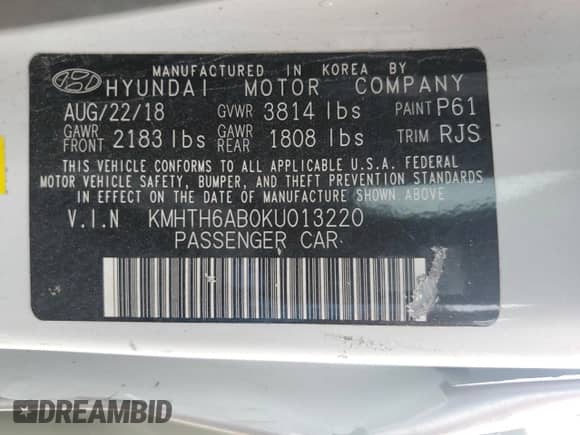 MANUFACTURED IN KOREA BY
HYUNDAI MOTOR COMPANY
AUG/22/18 GVWR 3814 lbs PAINT P61
GAWR FRONT 2183 lbs GAWR REAR 1808 lbs TRIM RJS
THIS VEHICLE CONFORMS TO ALL APPLICABLE U.S.A. FEDERAL
MOTOR VEHICLE SAFETY, BUMPER, AND THEFT PREVENTION STANDARDS
IN EFFECT ON THE DATE OF MANUFACTURE SHOWN ABOVE.
V.I.N KMHTH6AB0KU013220
PASSENGER CAR
DREAMBID